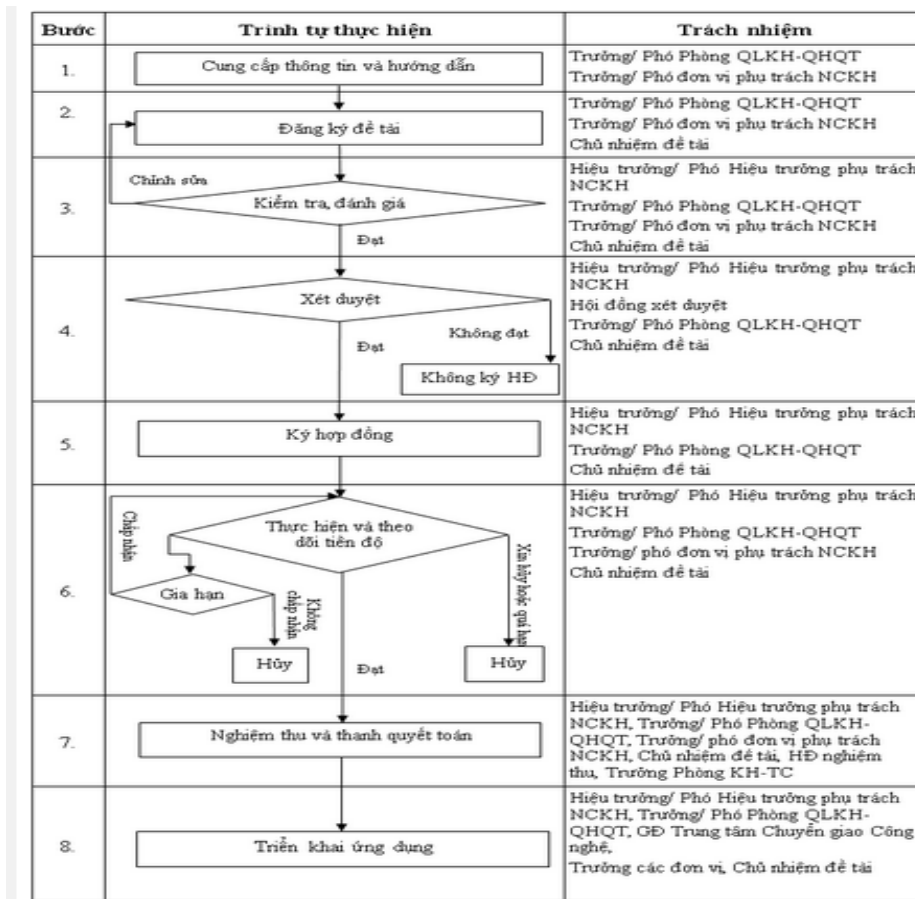 Bước
Trình tự thực hiện
Trách nhiệm
1.
Cung cấp thông tin và hướng dẫn
Trưởng/ Phó Phòng QLKH-QHQT
Trưởng/ Phó đơn vị phụ trách NCKH
2.
Đăng ký đề tài
Trưởng/ Phó Phòng QLKH-QHQT
Trưởng/ Phó đơn vị phụ trách NCKH
Chủ nhiệm đề tài
3.
Chỉnh sửa
Kiểm tra, đánh giá
Đạt
Hiệu trưởng/ Phó Hiệu trưởng phụ trách
NCKH
Trưởng/ Phó Phòng QLKH-QHQT
Trưởng/ Phó đơn vị phụ trách NCKH
Chủ nhiệm đề tài
4.
Xét duyệt
Không đạt
Đạt
Không ký HĐ
Hiệu trưởng/ Phó Hiệu trưởng phụ trách
NCKH
Hội đồng xét duyệt
Trưởng/ Phó Phòng QLKH-QHQT
Chủ nhiệm đề tài
5.
Ký hợp đồng
Hiệu trưởng/ Phó Hiệu trưởng phụ trách
NCKH
Trưởng/ Phó Phòng QLKH-QHQT
Chủ nhiệm đề tài
6.
Thực hiện và theo
dõi tiến độ
Chấp nhận
Gia hạn
Không
chấp nhận
Xin hủy hoặc quá hạn
Hủy
Hủy
Đạt
Hiệu trưởng/ Phó Hiệu trưởng phụ trách
NCKH
Trưởng/ Phó Phòng QLKH-QHQT
Trưởng/ phó đơn vị phụ trách NCKH
Chủ nhiệm đề tài
7.
Nghiệm thu và thanh quyết toán
Hiệu trưởng/ Phó Hiệu trưởng phụ trách
NCKH, Trưởng/ Phó Phòng QLKH-
QHQT, Trưởng/ phó đơn vị phụ trách
NCKH, Chủ nhiệm đề tài, HĐ nghiệm
thu, Trưởng Phòng KH-TC
8.
Triển khai ứng dụng
Hiệu trưởng/ Phó Hiệu trưởng phụ trách
NCKH, Trưởng/ Phó Phòng QLKH-
QHQT, GĐ Trung tâm Chuyển giao Công
nghệ,
Trưởng các đơn vị, Chủ nhiệm đề tài